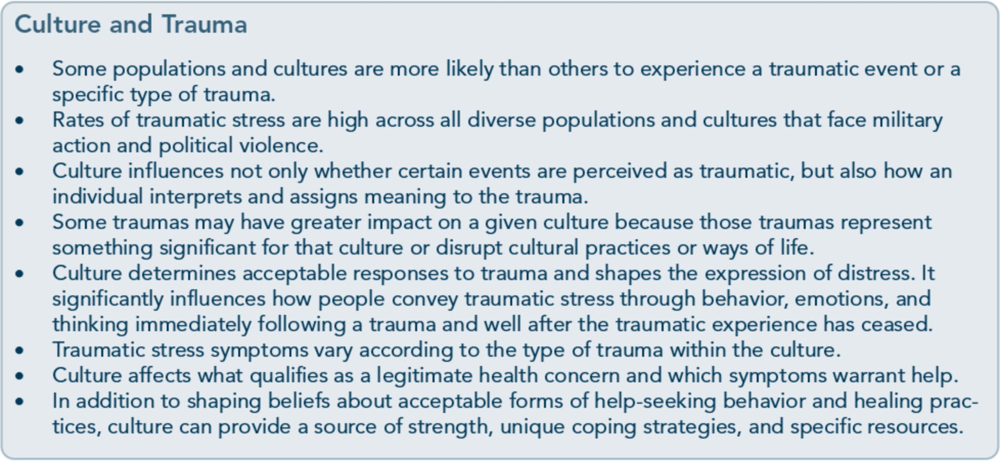 Culture and Trauma
• Some populations and cultures are more likely than others to experience a traumatic event or a
specific type of trauma.
• Rates of traumatic stress are high across all diverse populations and cultures that face military
action and political violence.
• Culture influences not only whether certain events are perceived as traumatic, but also how an
individual interprets and assigns meaning to the trauma.
• Some traumas may have greater impact on a given culture because those traumas represent
something significant for that culture or disrupt cultural practices or ways of life.
• Culture determines acceptable responses to trauma and shapes the expression of distress. It
significantly influences how people convey traumatic stress through behavior, emotions, and
thinking immediately following a trauma and well after the traumatic experience has ceased.
• Traumatic stress symptoms vary according to the type of trauma within the culture.
• Culture affects what qualifies as a legitimate health concern and which symptoms warrant help.
• In addition to shaping beliefs about acceptable forms of help-seeking behavior and healing prac-
tices, culture can provide a source of strength, unique coping strategies, and specific resources.